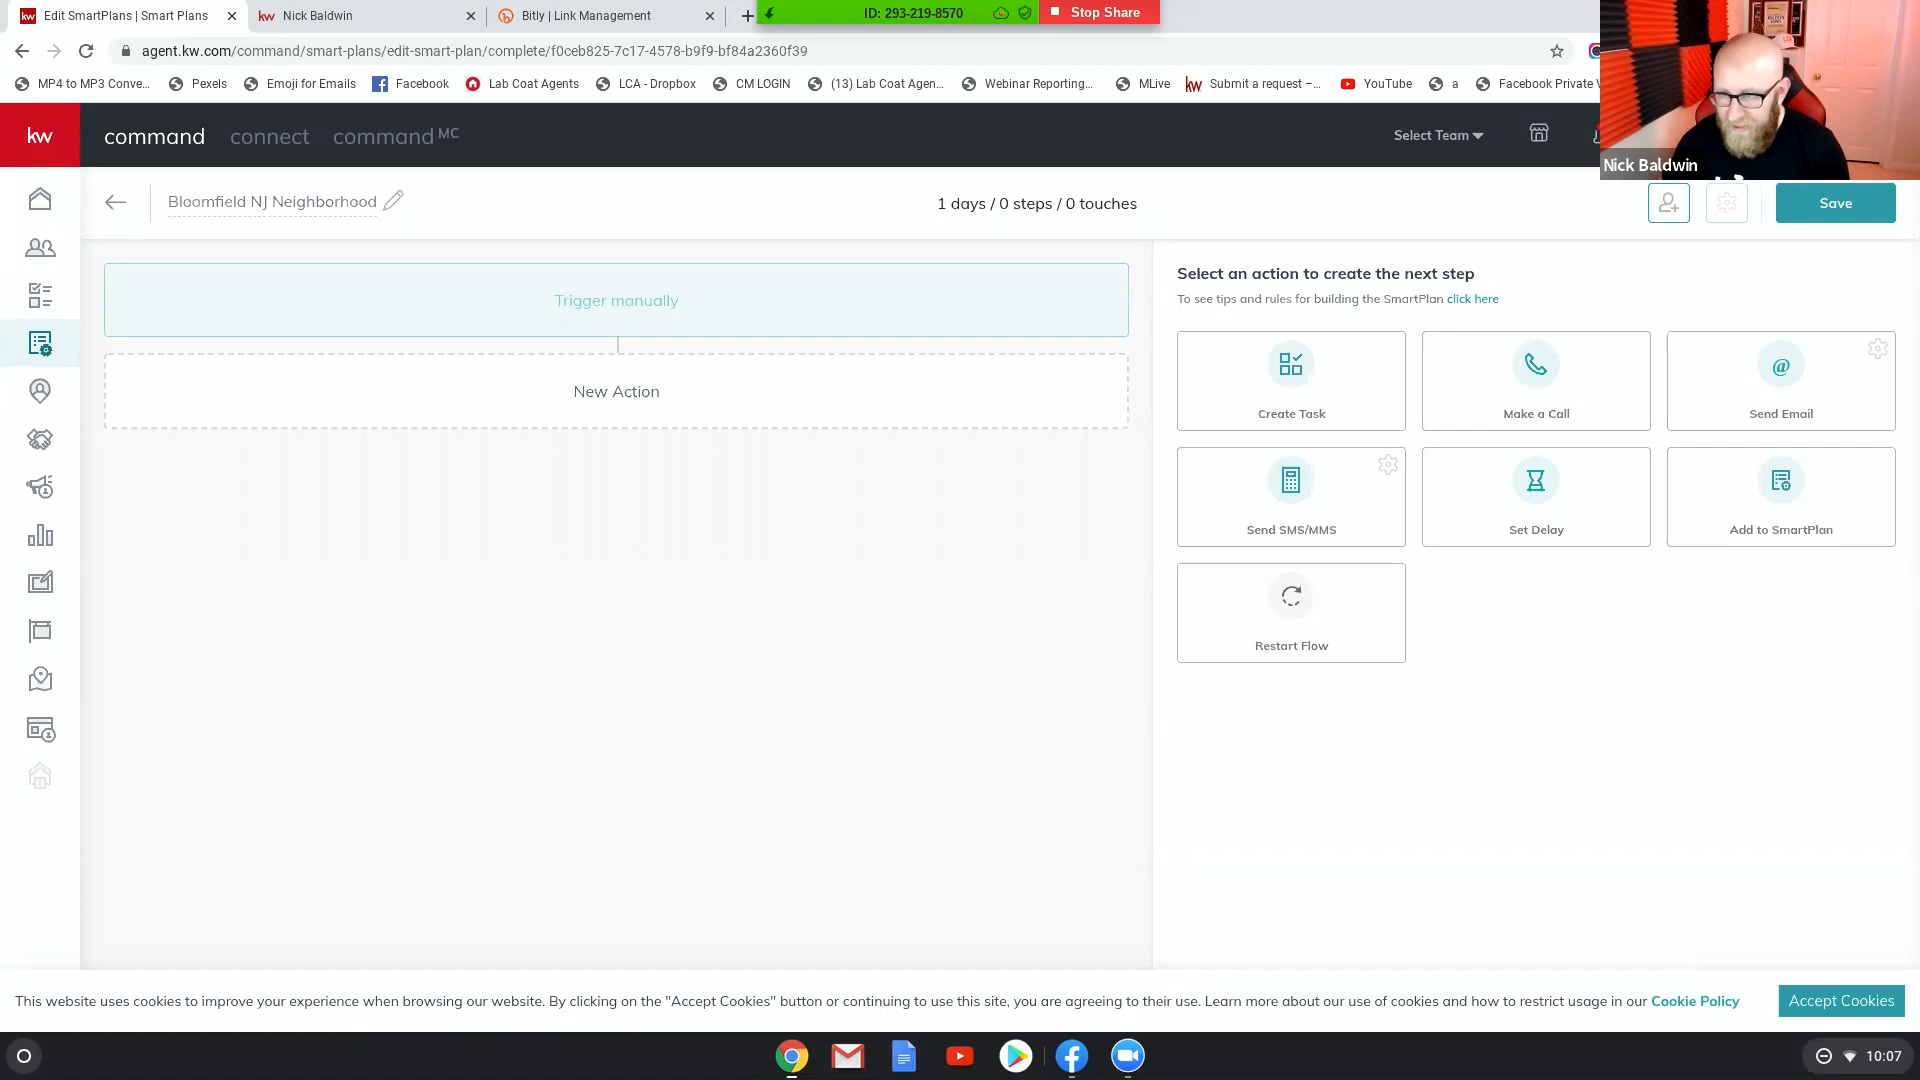 Edit SmartPlans | Smart Plans
kw Nick Baldwin
Bitly | Link Management
ID: 293-219-8570
Stop Share
agent.kw.com/command/smart-plans/edit-smart-plan/complete/f0ceb825-7c17-4578-b9f9-bf84a2360f39
MP4 to MP3 Conve...
Pexels
Emoji for Emails
Facebook
Lab Coat Agents
LCA - Dropbox
CM LOGIN
(13) Lab Coat Agen...
Webinar Reporting...
MLive
kw Submit a request –...
YouTube
a
Facebook Private
kw
command
connect
command MC
Select Team
Nick Baldwin
Bloomfield NJ Neighborhood
1 days / 0 steps / 0 touches
Save
Trigger manually
New Action
Select an action to create the next step
To see tips and rules for building the SmartPlan click here
Create Task
Make a Call
Send Email
Send SMS/MMS
Set Delay
Add to SmartPlan
Restart Flow
This website uses cookies to improve your experience when browsing our website. By clicking on the "Accept Cookies" button or continuing to use this site, you are agreeing to their use. Learn more about our use of cookies and how to restrict usage in our Cookie Policy
Accept Cookies
10:07